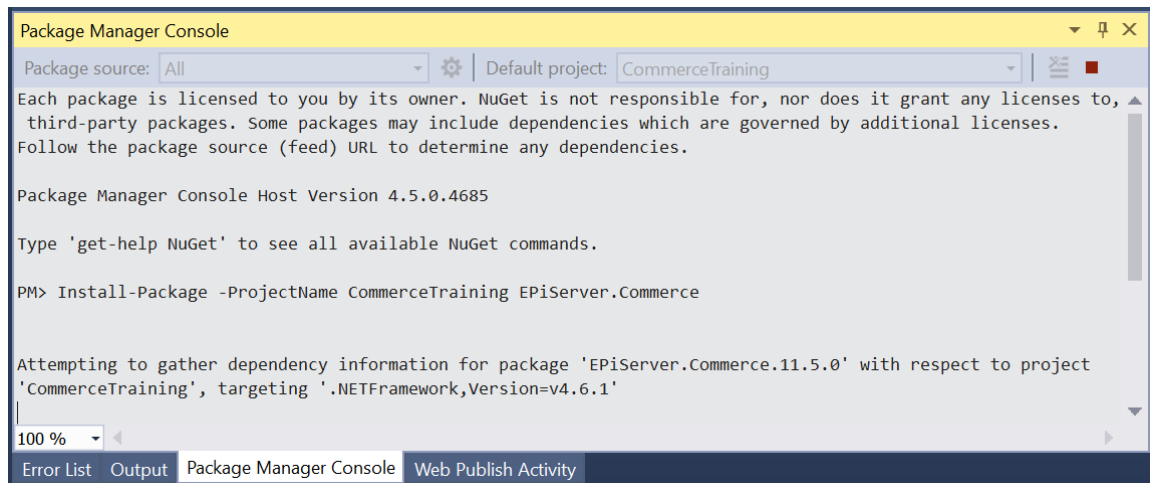 Package Manager Console
Package source: All Default project: CommerceTraining
Each package is licensed to you by its owner. NuGet is not responsible for, nor does it grant any licenses to,
third-party packages. Some packages may include dependencies which are governed by additional licenses.
Follow the package source (feed) URL to determine any dependencies.
Package Manager Console Host Version 4.5.0.4685
Type 'get-help NuGet' to see all available NuGet commands.
PM> Install-Package -ProjectName CommerceTraining EPiServer.Commerce
Attempting to gather dependency information for package 'EPiServer.Commerce.11.5.0' with respect to project
'CommerceTraining', targeting '.NETFramework,Version=v4.6.1'
100 %
Error List Output Package Manager Console Web Publish Activity